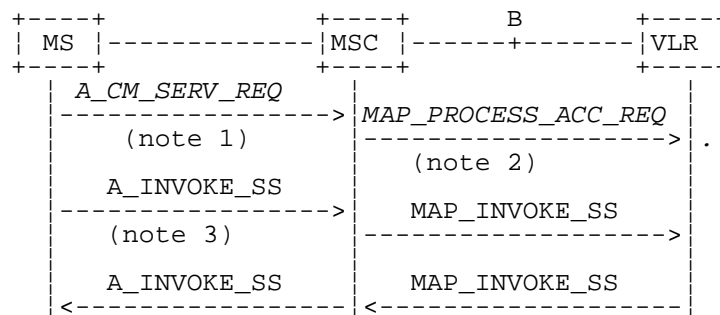 +----+ +----+ B +-----
| MS |-------------|MSC |------+-------|VLR
+----+ +----+ +-----
| A_CM_SERV_REQ | |
|----------------->|MAP_PROCESS_ACC_REQ |
| (note 1) |------------------->|.
| | (note 2) |
| A_INVOKE_SS | |
|----------------->| MAP_INVOKE_SS |
| (note 3) |------------------->|
| | |
| A_INVOKE_SS | MAP_INVOKE_SS |
|<-----------------|<-------------------|